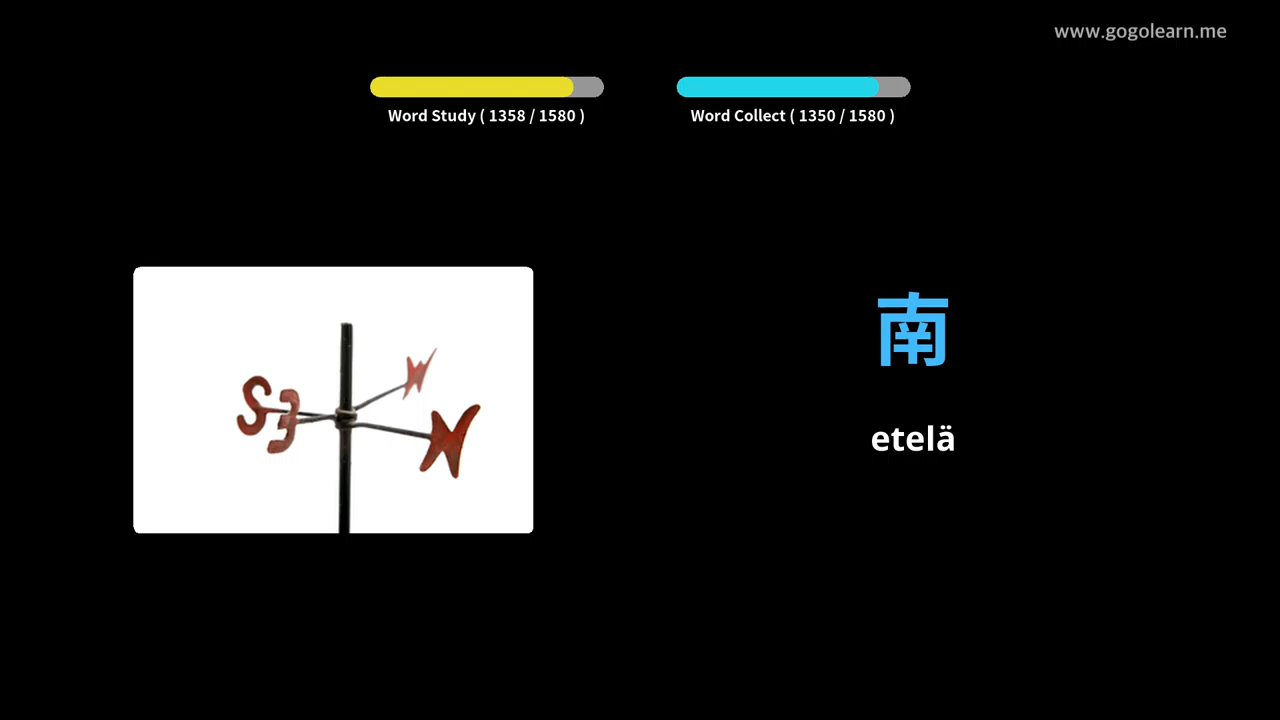 www.gogolearn.me
Word Study ( 1358 / 1580 )
Word Collect ( 1350 / 1580 )
S E N N
南
etelä